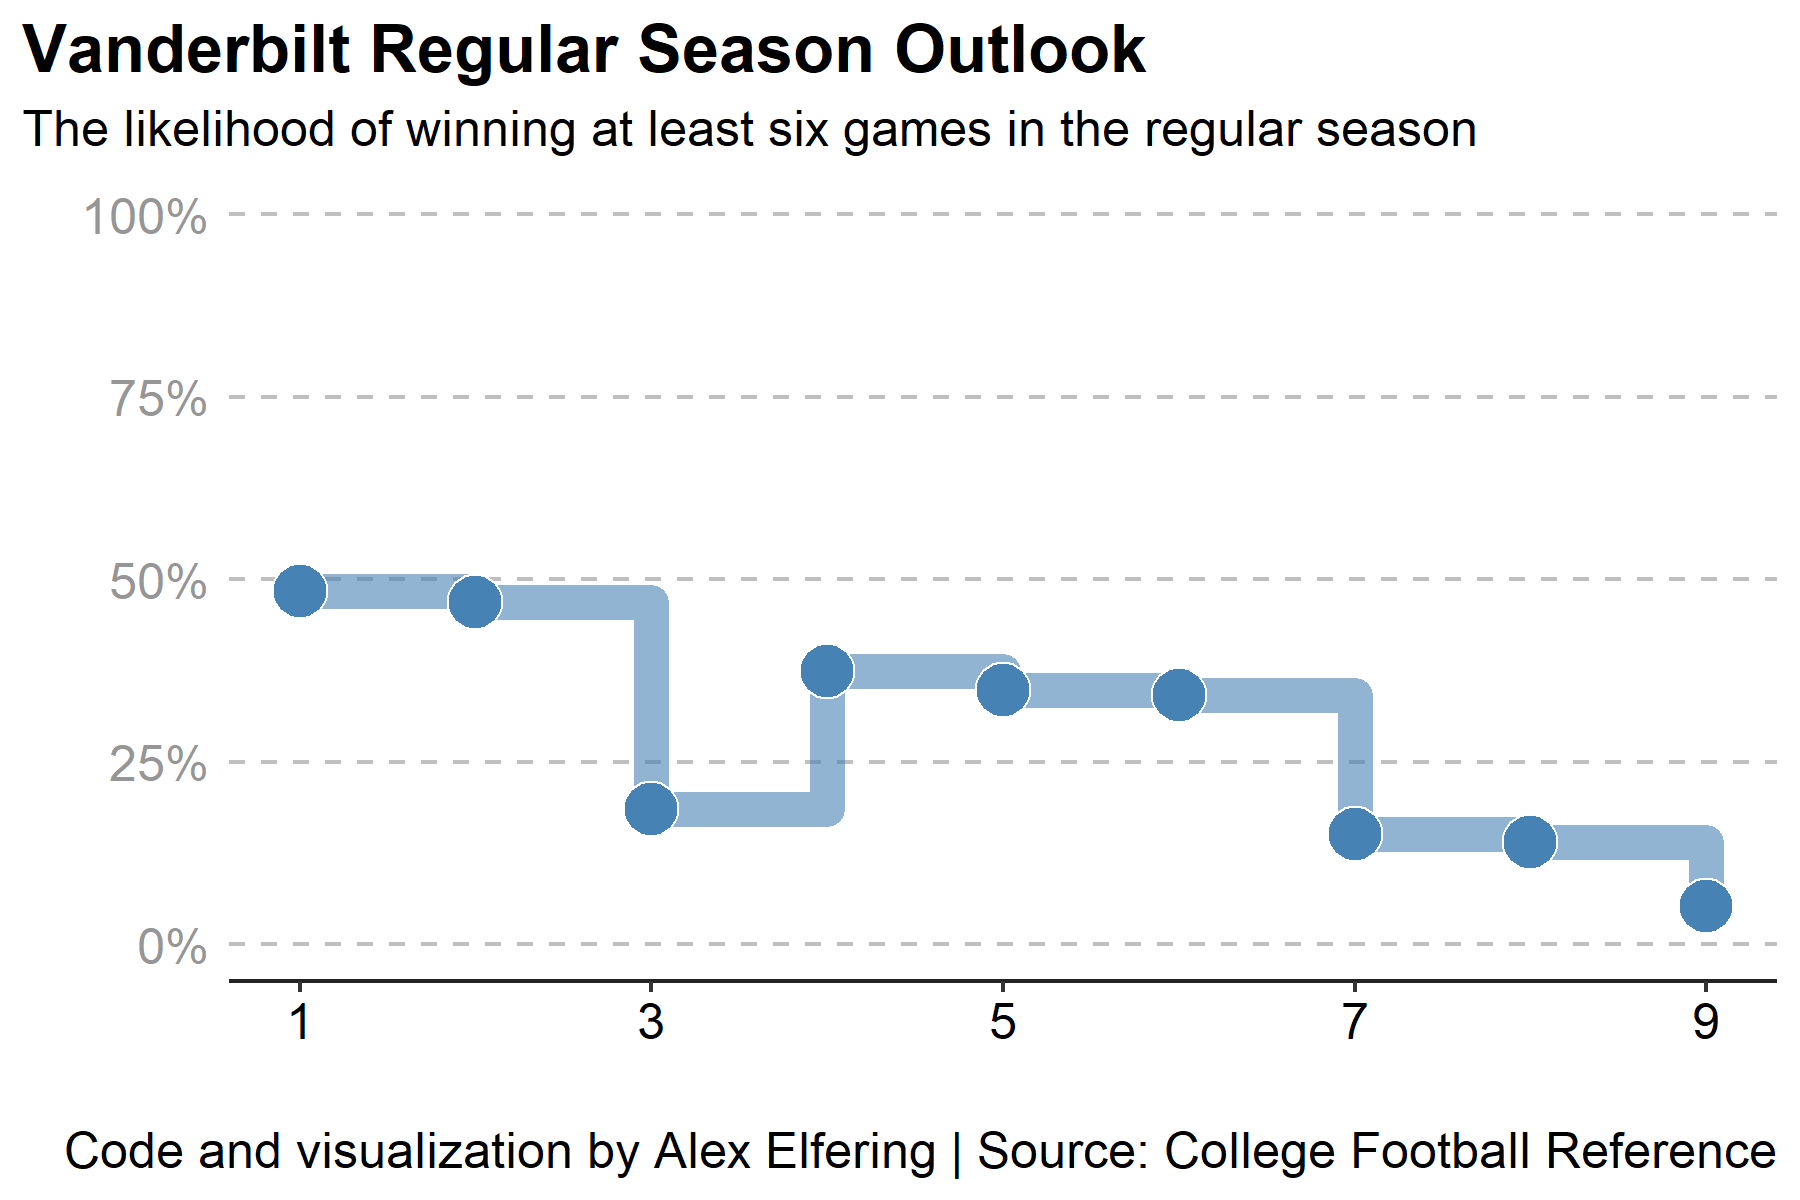 Vanderbilt Regular Season Outlook
The likelihood of winning at least six games in the regular season
100%
75%
50%
25%
0%
1 3 5 7 9
Code and visualization by Alex Elfering | Source: College Football Reference